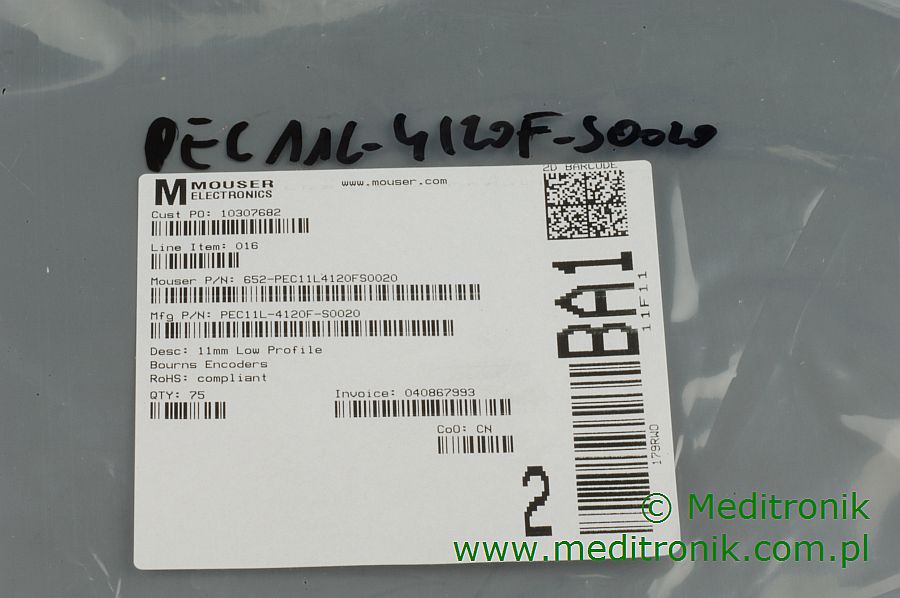 PEC11L-4120F-S0020
2D BARCODE
M MOUSER ELECTRONICS
www.mouser.com
Cust PO: 10307682
Line Item: 016
Mouser P/N: 652-PEC11L4120FS0020
Mfg P/N: PEC11L-4120F-S0020
Desc: 11mm Low Profile
Bourns Encoders
RoHS: compliant
QTY: 75
Invoice: 040867993
CoO: CN
BA1
11F11
179RWO
2
© Meditronik
www.meditronik.com.pl